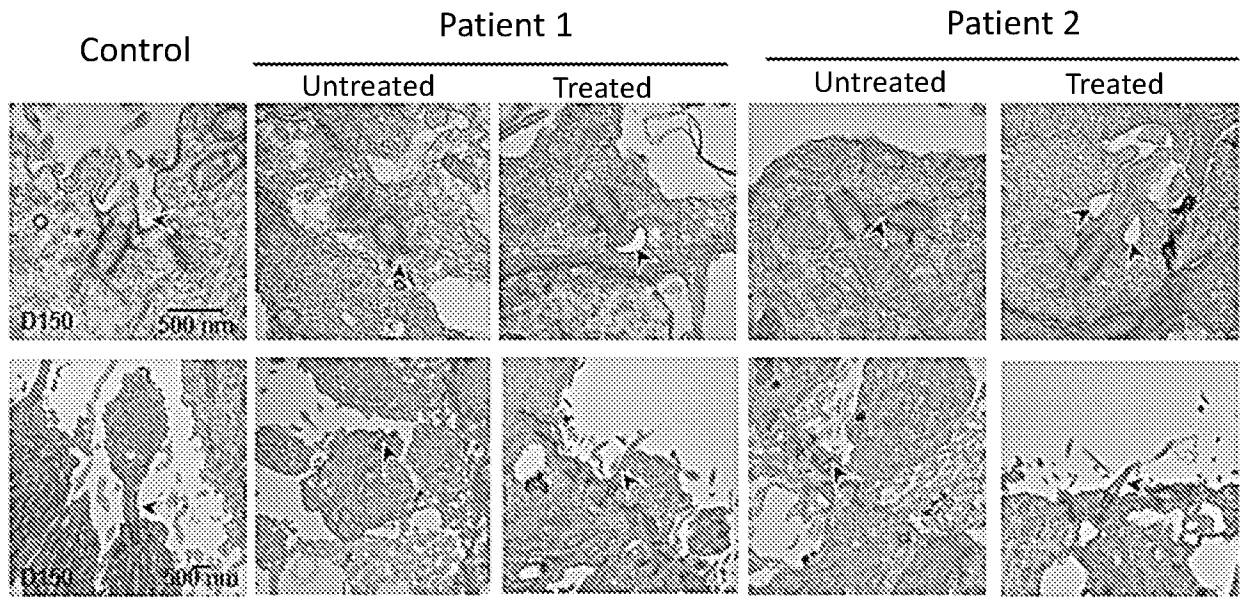 Control
Patient 1
Patient 2
Untreated
Treated
Untreated
Treated
D150
500 nm
D150
500 nm